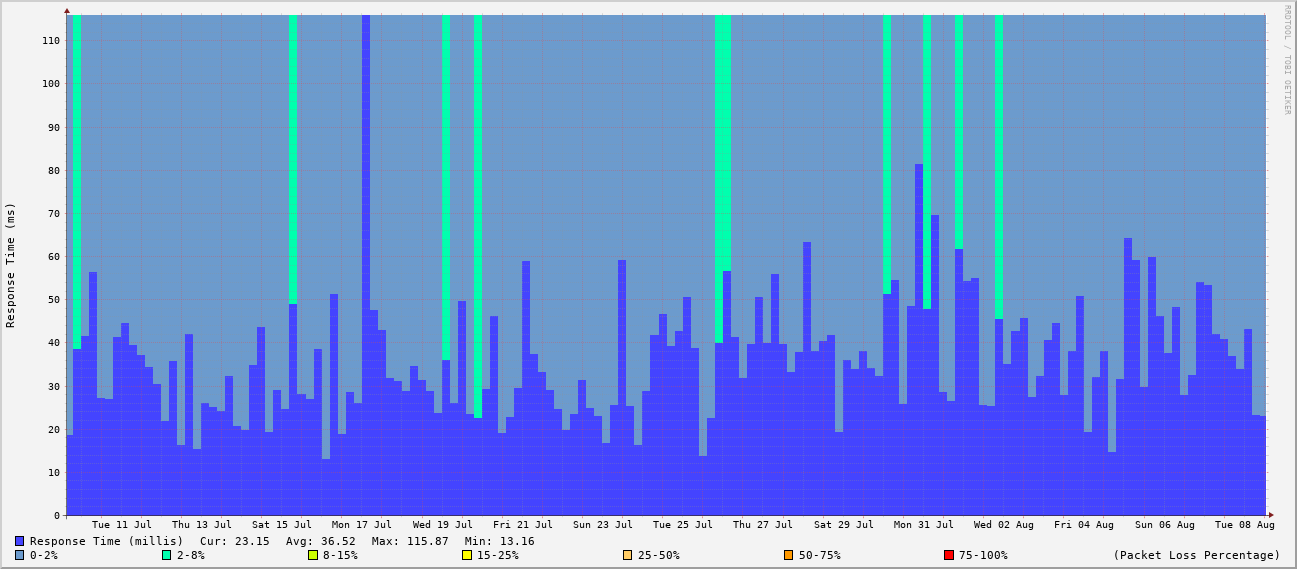 RRDTOOL / TOBI OETIKER
Response Time (ms)
110
100
90
80
70
60
50
40
30
20
10
0
Tue 11 Jul Thu 13 Jul Sat 15 Jul Mon 17 Jul Wed 19 Jul Fri 21 Jul Sun 23 Jul Tue 25 Jul Thu 27 Jul Sat 29 Jul Mon 31 Jul Wed 02 Aug Fri 04 Aug Sun 06 Aug Tue 08 Aug
Response Time (millis) Cur: 23.15 Avg: 36.52 Max: 115.87 Min: 13.16
0-2% 2-8% 8-15% 15-25% 25-50% 50-75% 75-100% (Packet Loss Percentage)